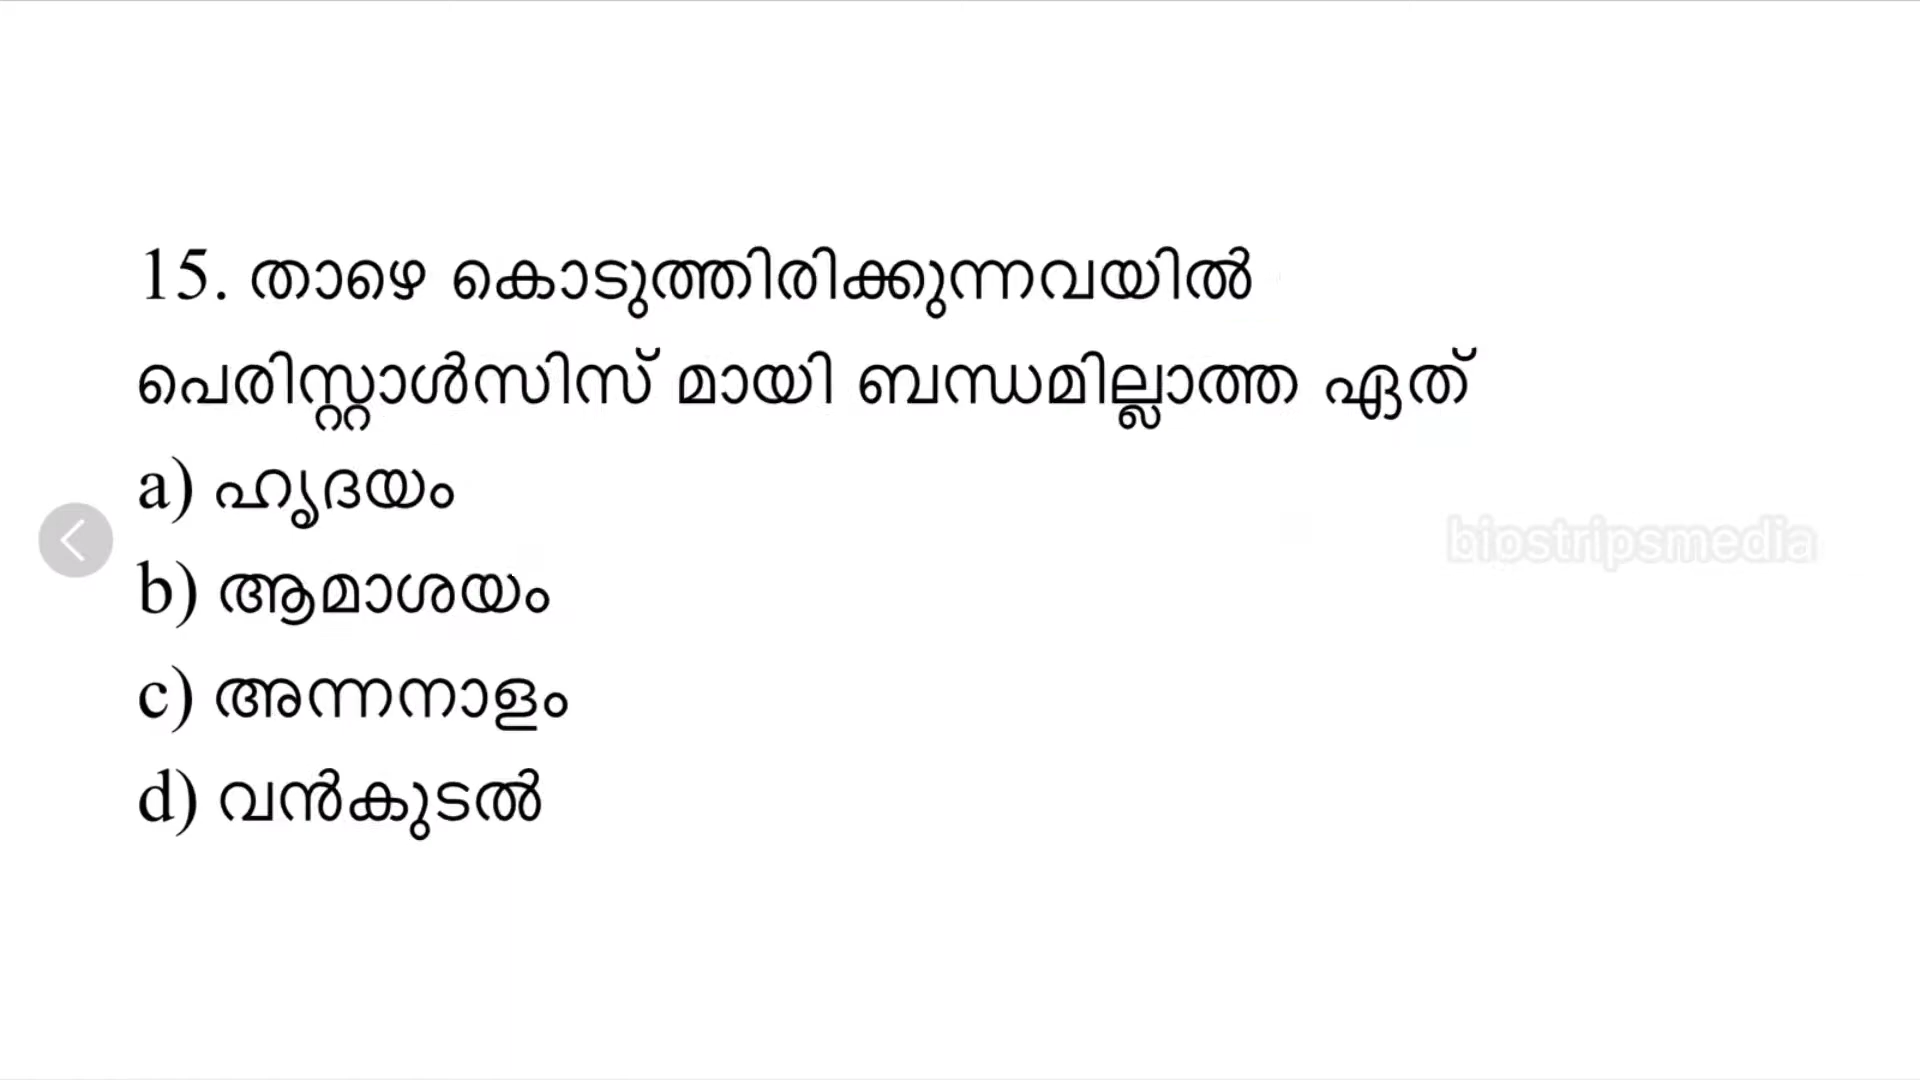 15. താഴെ കൊടുത്തിരിക്കുന്നവയിൽ
പെരിസ്റ്റാൾസിസ് മായി ബന്ധമില്ലാത്ത ഏത്
a) ഹൃദയം
b) ആമാശയം
c) അന്നനാളം
d) വൻകുടൽ
biostripsmedia